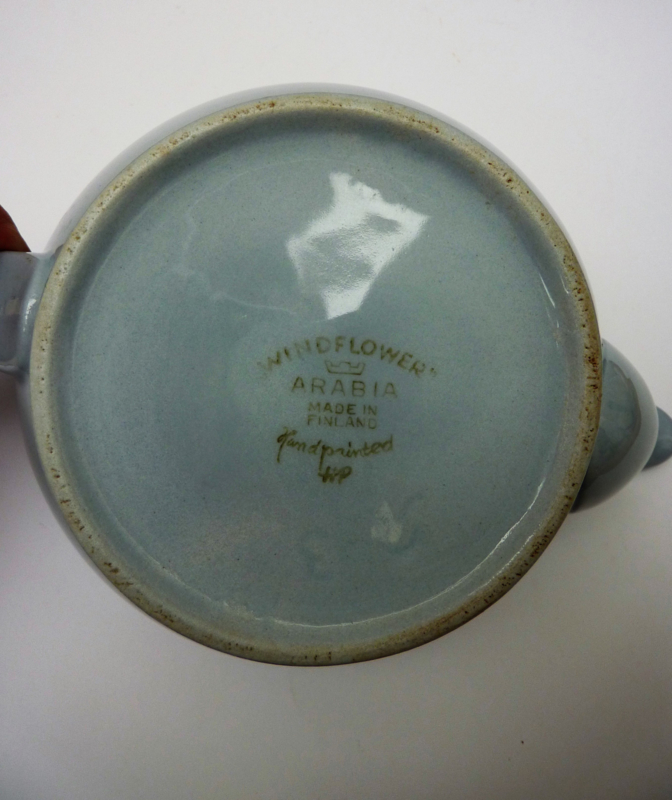 "WINDFLOWER"
ARABIA
MADE IN
FINLAND
Handprinted
HP